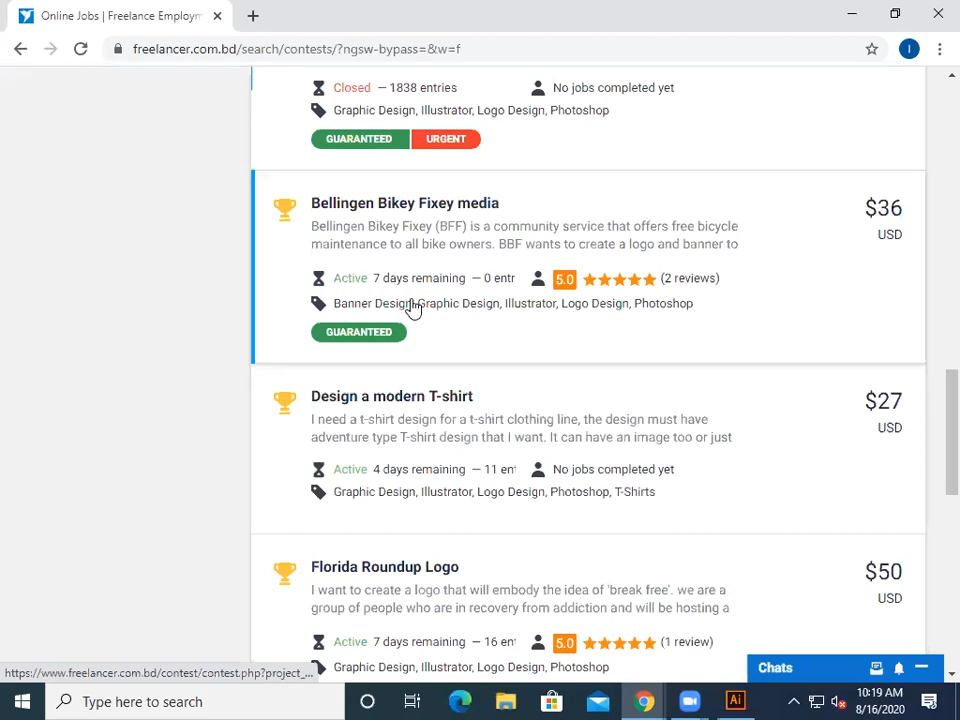 Online Jobs | Freelance Employm
freelancer.com.bd/search/contests/?ngsw-bypass=&w=f
I
Closed — 1838 entries
No jobs completed yet
Graphic Design, Illustrator, Logo Design, Photoshop
GUARANTEED
URGENT
Bellingen Bikey Fixey media
$36
USD
Bellingen Bikey Fixey (BFF) is a community service that offers free bicycle
maintenance to all bike owners. BBF wants to create a logo and banner to
Active 7 days remaining — 0 entr
5.0
(2 reviews)
Banner Design, Graphic Design, Illustrator, Logo Design, Photoshop
GUARANTEED
Design a modern T-shirt
$27
USD
I need a t-shirt design for a t-shirt clothing line, the design must have
adventure type T-shirt design that I want. It can have an image too or just
Active 4 days remaining — 11 ent
No jobs completed yet
Graphic Design, Illustrator, Logo Design, Photoshop, T-Shirts
Florida Roundup Logo
$50
USD
I want to create a logo that will embody the idea of 'break free'. we are a
group of people who are in recovery from addiction and will be hosting a
Active 7 days remaining — 16 ent
5.0
(1 review)
Graphic Design, Illustrator, Logo Design, Photoshop
https://www.freelancer.com.bd/contest/contest.php?project_...
Chats
Type here to search
Ai
10:19 AM
8/16/2020